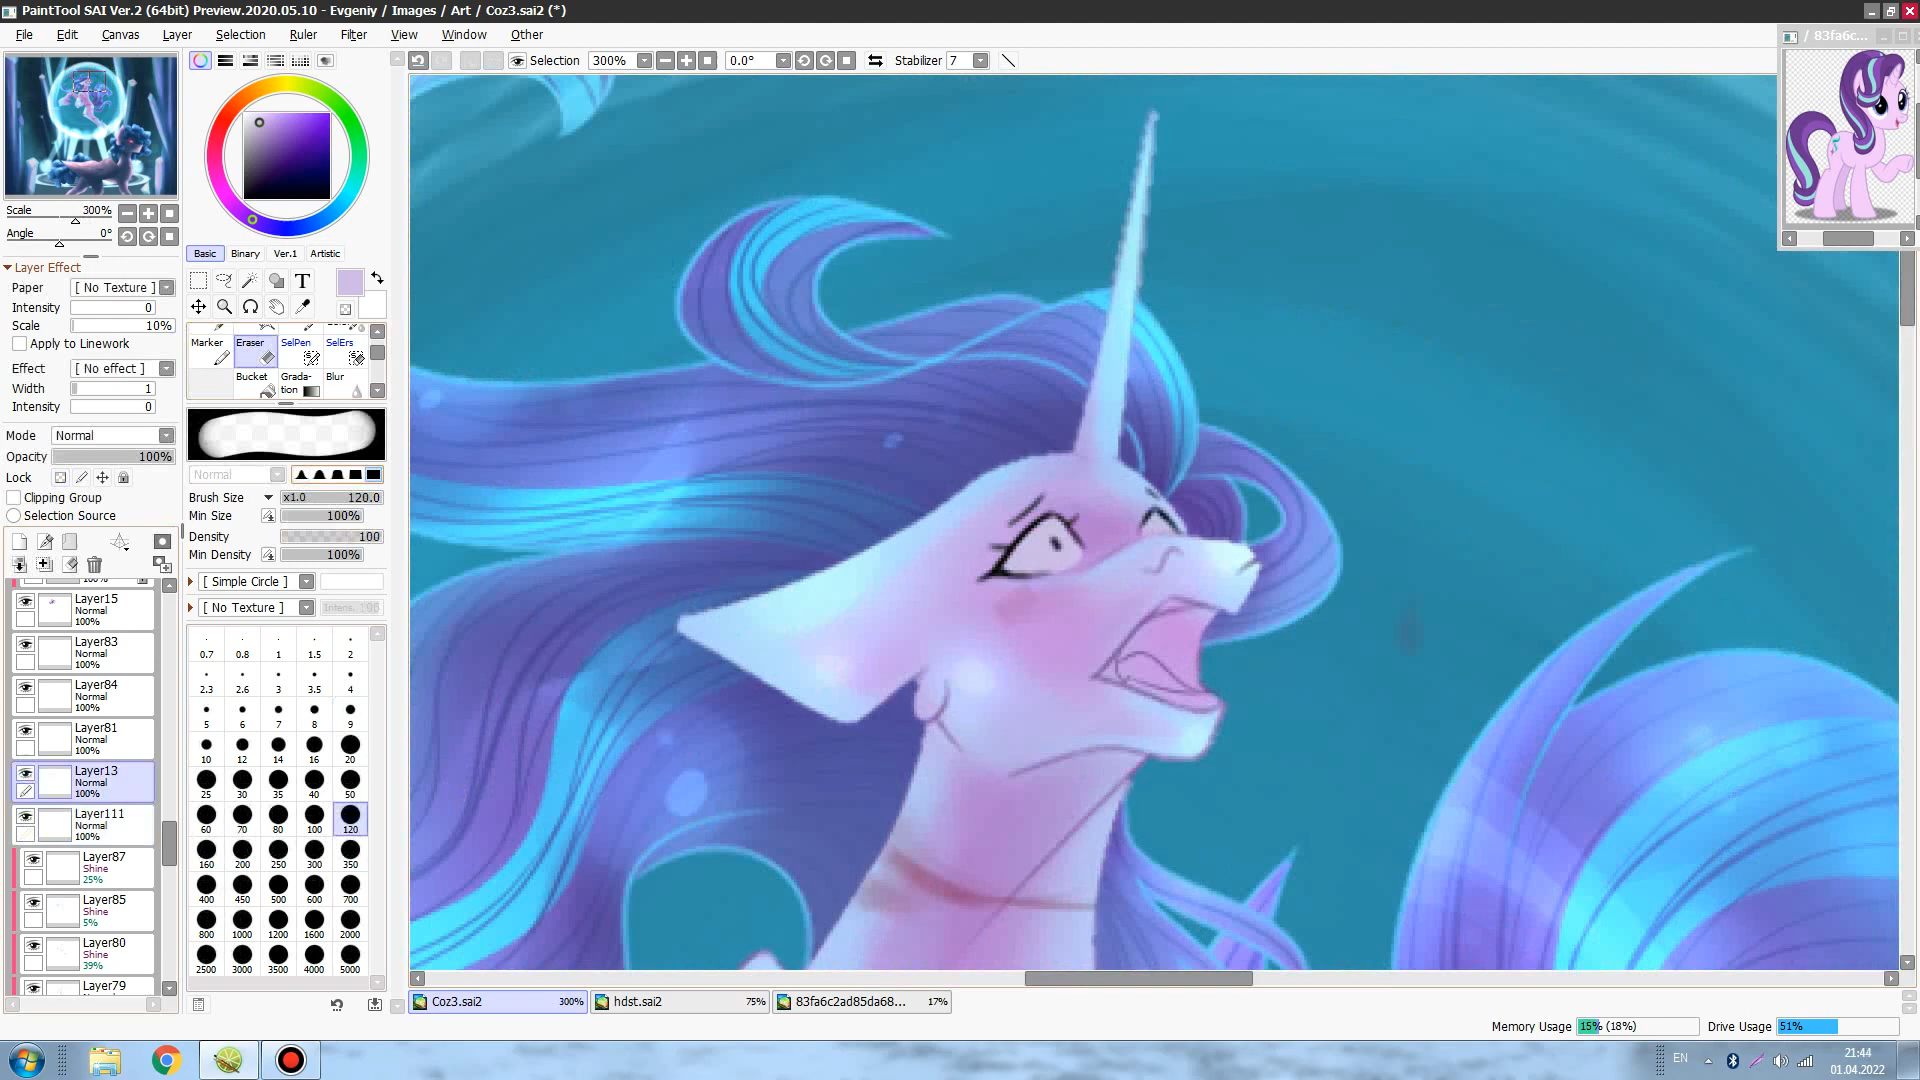 PaintTool SAI Ver.2 (64bit) Preview.2020.05.10 - Evgeniy / Images / Art / Coz3.sai2 (*)
File Edit Canvas Layer Selection Ruler Filter View Window Other
/ 83fa6c...
Selection 300% 0.0° Stabilizer 7
Scale 300%
Angle 0°
Layer Effect
Paper [ No Texture ]
Intensity 0
Scale 10%
Apply to Linework
Effect [ No effect ]
Width 1
Intensity 0
Mode Normal
Opacity 100%
Lock
Clipping Group
Selection Source
100%
Layer15
Normal
100%
Layer83
Normal
100%
Layer84
Normal
100%
Layer81
Normal
100%
Layer13
Normal
100%
Layer111
Normal
100%
Layer87
Shine
25%
Layer85
Shine
5%
Layer80
Shine
39%
Layer79
Basic Binary Ver.1 Artistic
T
Marker Eraser SelPen SelErs
Bucket Grada-tion Blur
Normal
Brush Size x1.0 120.0
Min Size 100%
Density 100
Min Density 100%
[ Simple Circle ]
[ No Texture ] Intens. 100
0.7 0.8 1 1.5 2
2.3 2.6 3 3.5 4
5 6 7 8 9
10 12 14 16 20
25 30 35 40 50
60 70 80 100 120
160 200 250 300 350
400 450 500 600 700
800 1000 1200 1600 2000
2500 3000 3500 4000 5000
Coz3.sai2 300% hdst.sai2 75% 83fa6c2ad85da68... 17%
Memory Usage 15% (18%) Drive Usage 51%
EN
21:44
01.04.2022